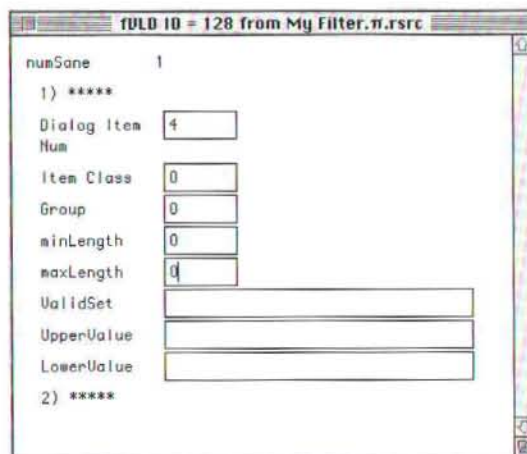 fVLD ID = 128 from My Filter.π.rsrc
numSane 1
1) *****
Dialog Item Num 4
Item Class 0
Group 0
minLength 0
maxLength 0
ValidSet
UpperValue
LowerValue
2) *****